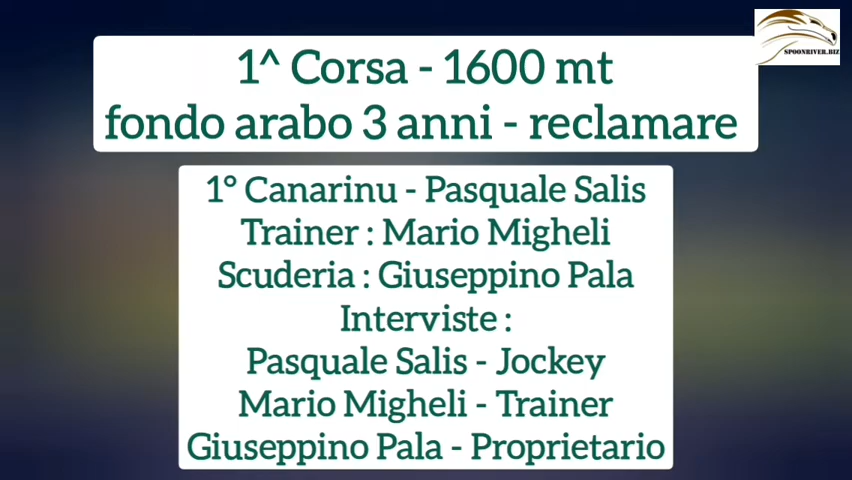 SPOONRIVER.BIZ
1^ Corsa - 1600 mt
fondo arabo 3 anni - reclamare
1° Canarinu - Pasquale Salis
Trainer : Mario Migheli
Scuderia : Giuseppino Pala
Interviste :
Pasquale Salis - Jockey
Mario Migheli - Trainer
Giuseppino Pala - Proprietario